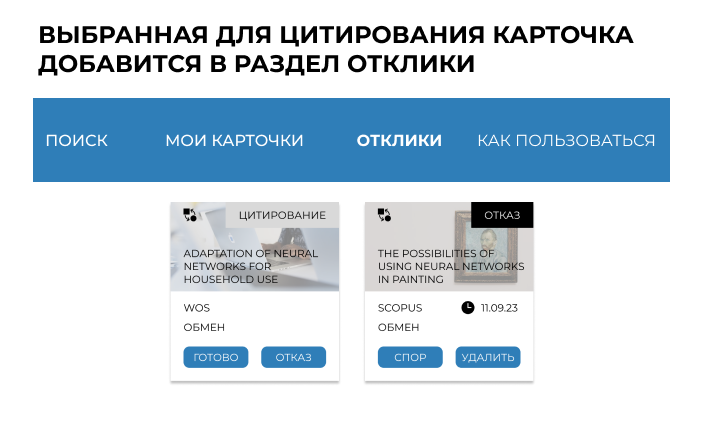 ВЫБРАННАЯ ДЛЯ ЦИТИРОВАНИЯ КАРТОЧКА
ДОБАВИТСЯ В РАЗДЕЛ ОТКЛИКИ
ПОИСК МОИ КАРТОЧКИ ОТКЛИКИ КАК ПОЛЬЗОВАТЬСЯ
ЦИТИРОВАНИЕ
ADAPTATION OF NEURAL
NETWORKS FOR
HOUSEHOLD USE
WOS
ОБМЕН
ГОТОВО ОТКАЗ
ОТКАЗ
THE POSSIBILITIES OF
USING NEURAL NETWORKS
IN PAINTING
SCOPUS 11.09.23
ОБМЕН
СПОР УДАЛИТЬ